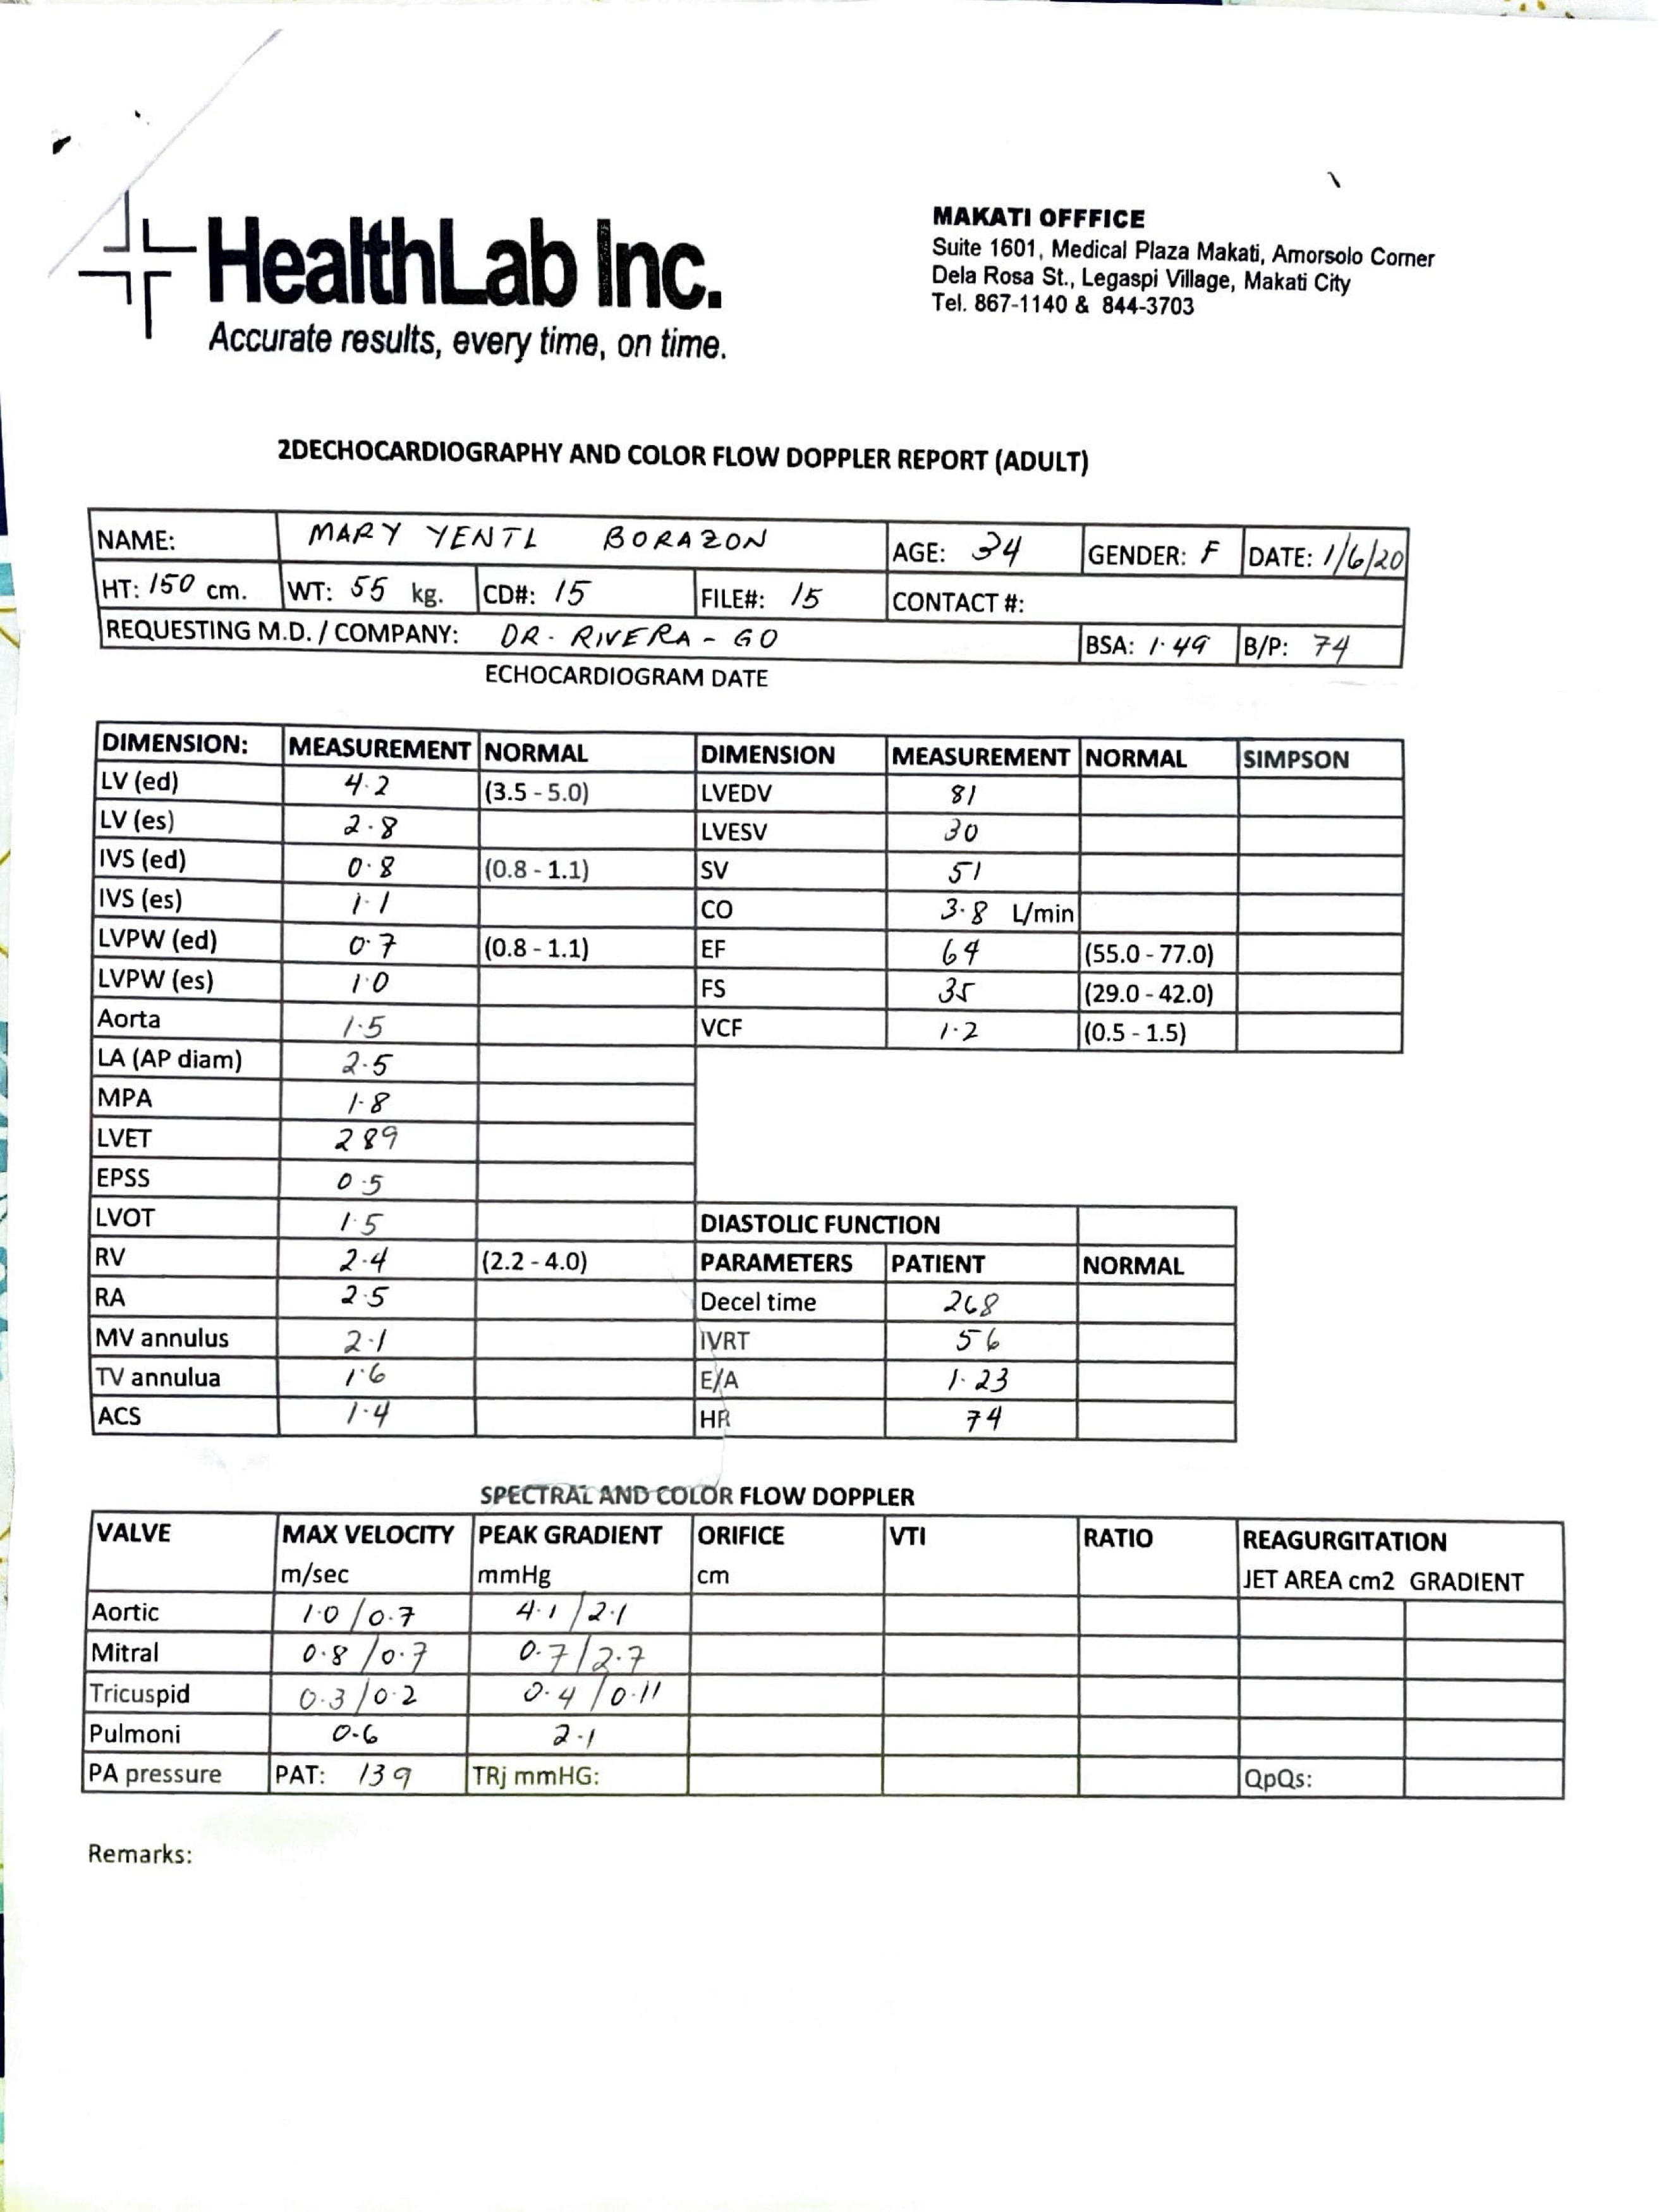 HealthLab Inc.
Accurate results, every time, on time.
MAKATI OFFFICE
Suite 1601, Medical Plaza Makati, Amorsolo Corner
Dela Rosa St., Legaspi Village, Makati City
Tel. 867-1140 & 844-3703
2DECHOCARDIOGRAPHY AND COLOR FLOW DOPPLER REPORT (ADULT)
NAME: MARY YENTL BORAZON AGE: 34 GENDER: F DATE: 1/6/20
HT: 150 cm. WT: 55 kg. CD#: 15 FILE#: 15 CONTACT #:
REQUESTING M.D. / COMPANY: DR. RIVERA - GO BSA: 1.49 B/P: 74
ECHOCARDIOGRAM DATE
DIMENSION: MEASUREMENT NORMAL DIMENSION MEASUREMENT NORMAL SIMPSON
LV (ed) 4.2 (3.5 - 5.0) LVEDV 81
LV (es) 2.8 LVESV 30
IVS (ed) 0.8 (0.8 - 1.1) SV 51
IVS (es) 1.1 CO 3.8 L/min
LVPW (ed) 0.7 (0.8 - 1.1) EF 64 (55.0 - 77.0)
LVPW (es) 1.0 FS 35 (29.0 - 42.0)
Aorta 1.5 VCF 1.2 (0.5 - 1.5)
LA (AP diam) 2.5
MPA 1.8
LVET 289
EPSS 0.5
LVOT 1.5 DIASTOLIC FUNCTION
RV 2.4 (2.2 - 4.0) PARAMETERS PATIENT NORMAL
RA 2.5 Decel time 268
MV annulus 2.1 IVRT 56
TV annulua 1.6 E/A 1.23
ACS 1.4 HR 74
SPECTRAL AND COLOR FLOW DOPPLER
VALVE MAX VELOCITY PEAK GRADIENT ORIFICE VTI RATIO REAGURGITATION
m/sec mmHg cm JET AREA cm2 GRADIENT
Aortic 1.0/0.7 4.1/2.1
Mitral 0.8/0.7 0.7/2.7
Tricuspid 0.3/0.2 0.4/0.11
Pulmoni 0.6 2.1
PA pressure PAT: 139 TRj mmHG: QpQs:
Remarks: